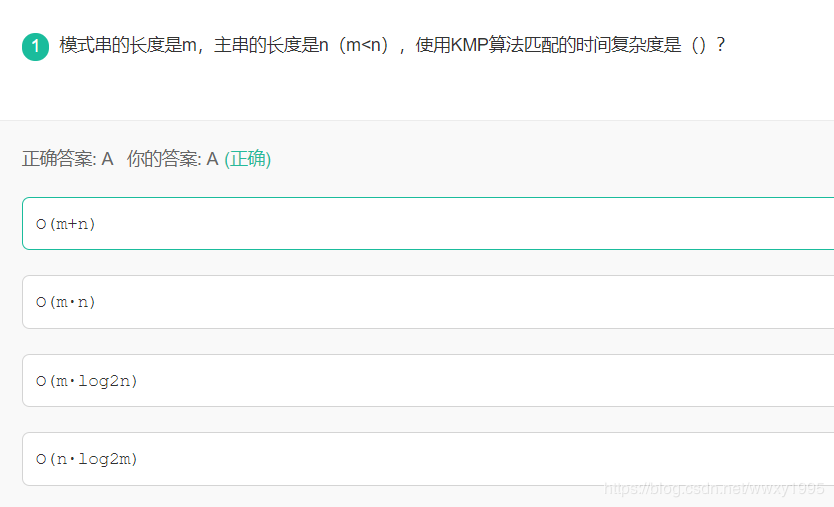 1 模式串的长度是m，主串的长度是n（m<n），使用KMP算法匹配的时间复杂度是（）？
正确答案: A 你的答案: A (正确)
O(m+n)
O(m·n)
O(m·log2n)
O(n·log2m)
https://blog.csdn.net/wwxy1995